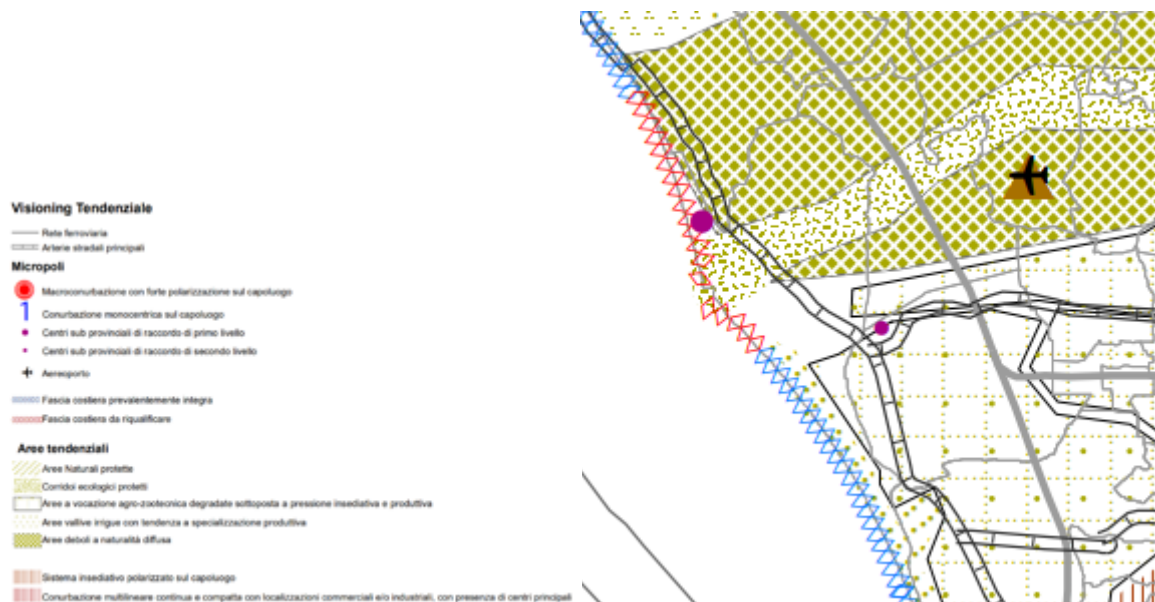 Visioning Tendenziale
Rete ferroviaria
Arterie stradali principali
Micropoli
Macroconurbazione con forte polarizzazione sul capoluogo
1 Conurbazione monocentrica sul capoluogo
Centri sub provinciali di raccordo di primo livello
Centri sub provinciali di raccordo di secondo livello
Aereoporto
Fascia costiera prevalentemente integra
Fascia costiera da riqualificare
Aree tendenziali
Aree Naturali protette
Corridoi ecologici protetti
Aree a vocazione agro-zootecnica degradate sottoposta a pressione insediativa e produttiva
Aree vallive irrigue con tendenza a specializzazione produttiva
Aree deboli a naturalità diffusa
Sistema insediativo polarizzato sul capoluogo
Conurbazione multilineare continua e compatta con localizzazioni commerciali e/o industriali, con presenza di centri principali